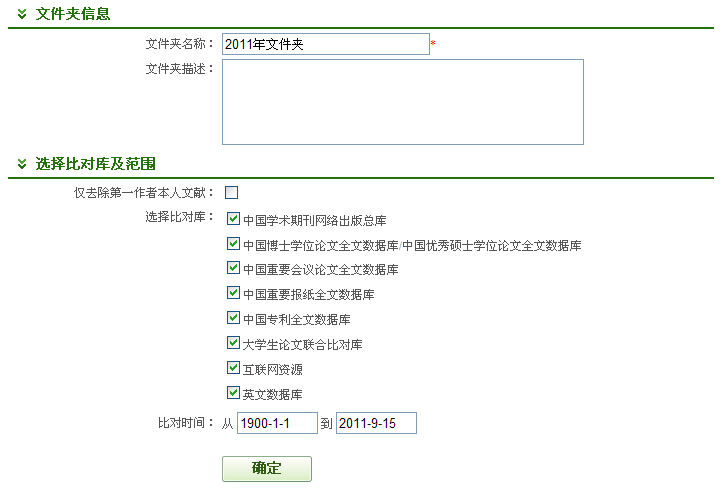 文件夹信息
文件夹名称： 2011年文件夹 *
文件夹描述：
选择比对库及范围
仅去除第一作者本人文献：
选择比对库： 中国学术期刊网络出版总库
中国博士学位论文全文数据库/中国优秀硕士学位论文全文数据库
中国重要会议论文全文数据库
中国重要报纸全文数据库
中国专利全文数据库
大学生论文联合比对库
互联网资源
英文数据库
比对时间： 从 1900-1-1 到 2011-9-15
确定